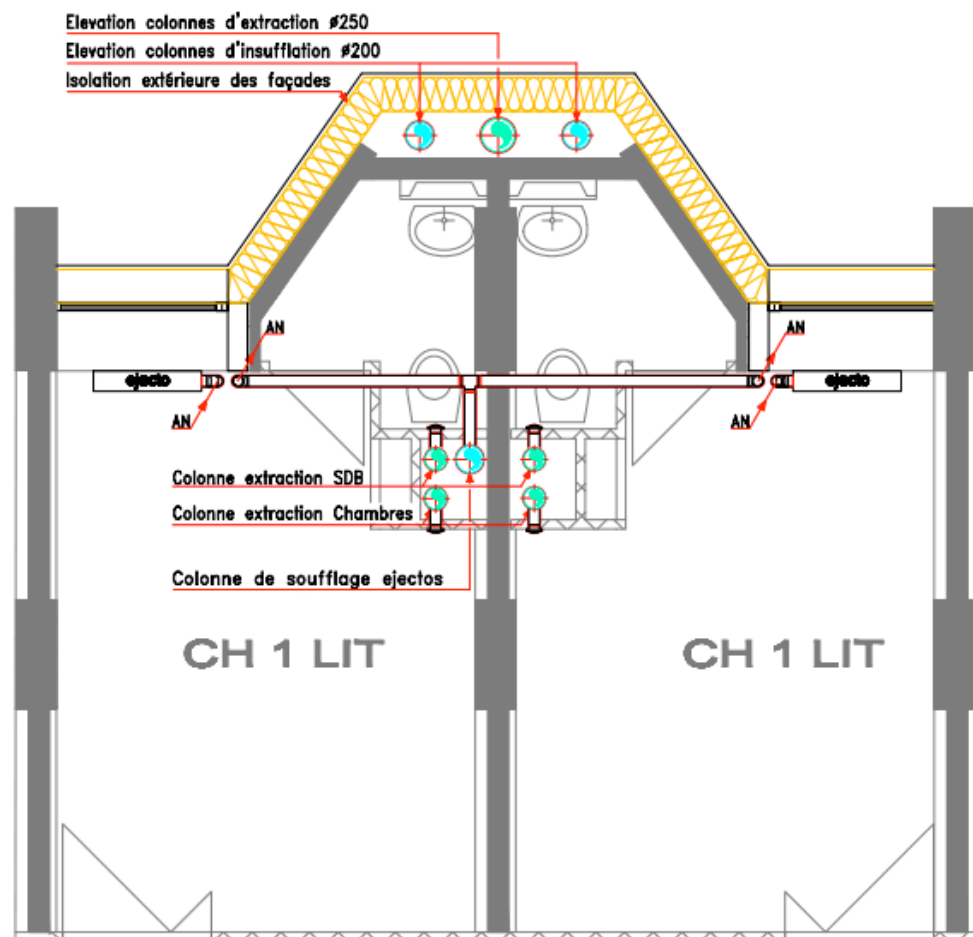 Elevation colonnes d'extraction ø250
Elevation colonnes d'insufflation ø200
Isolation extérieure des façades
AN
AN
ejecto
ejecto
AN
AN
Colonne extraction SDB
Colonne extraction Chambres
Colonne de soufflage ejectos
CH 1 LIT
CH 1 LIT